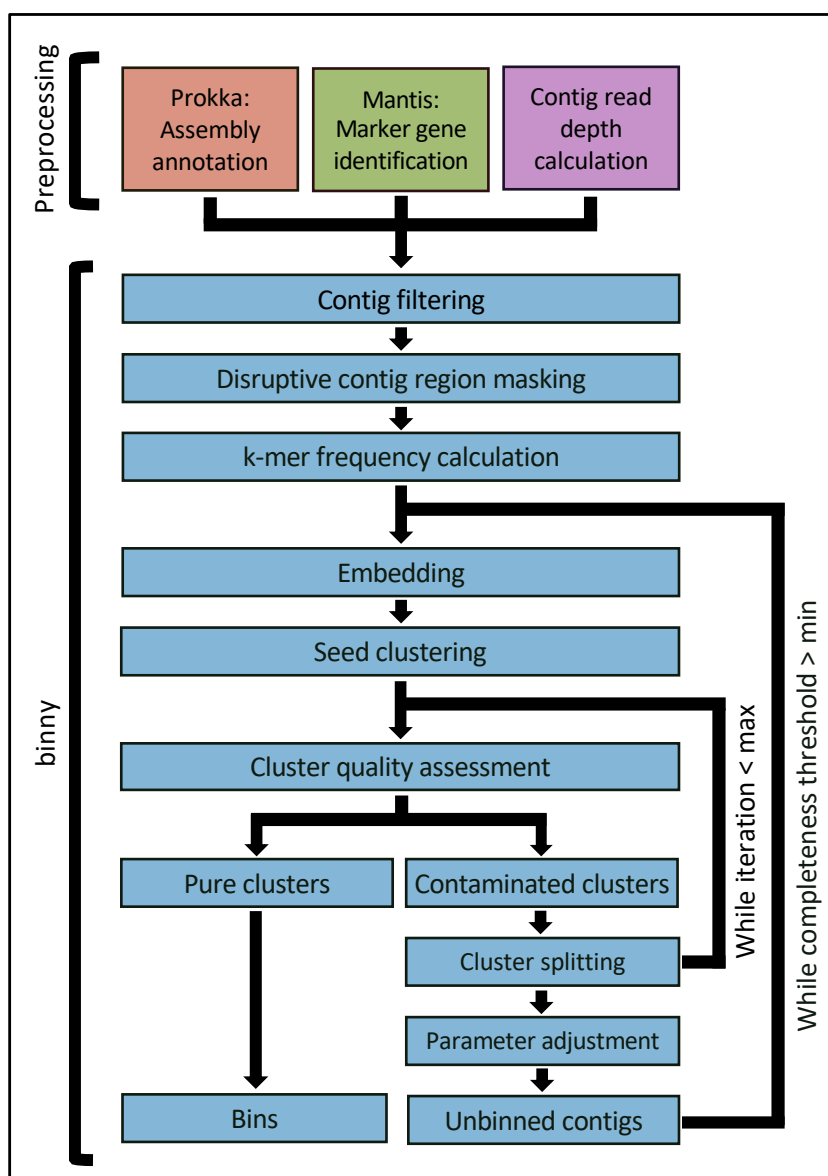 Preprocessing
Prokka:
Assembly
annotation
Mantis:
Marker gene
identification
Contig read
depth
calculation
binny
Contig filtering
Disruptive contig region masking
k-mer frequency calculation
Embedding
Seed clustering
Cluster quality assessment
Pure clusters
Contaminated clusters
Cluster splitting
Parameter adjustment
Bins
Unbinned contigs
While iteration < max
While completeness threshold > min